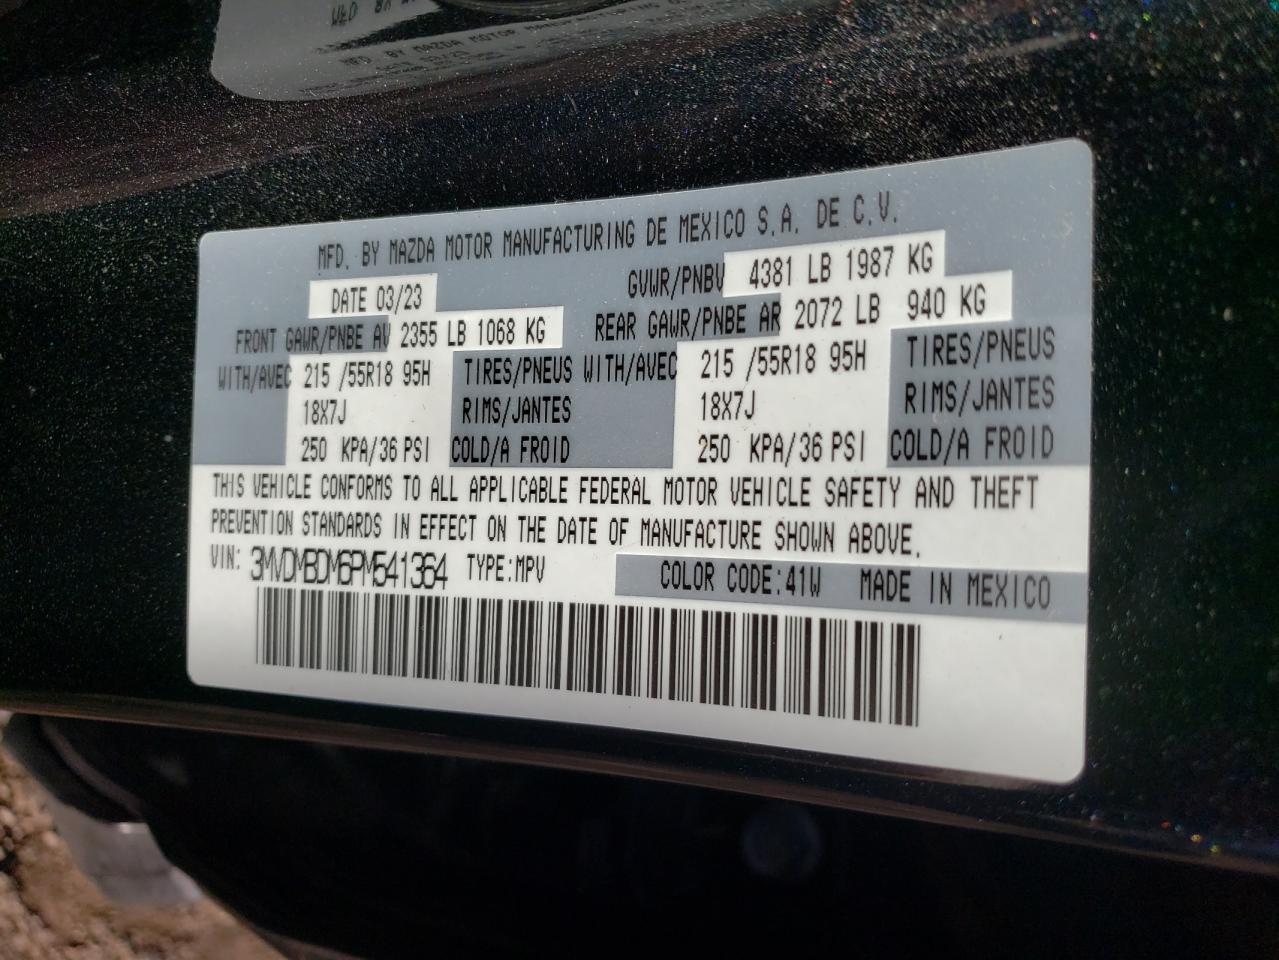 MFD. BY MAZDA MOTOR
MFD. BY MAZDA MOTOR MANUFACTURING DE MEXICO S.A. DE C.V.
DATE 03/23 GVWR/PNBV 4381 LB 1987 KG
FRONT GAWR/PNBE AV 2355 LB 1068 KG REAR GAWR/PNBE AR 2072 LB 940 KG
WITH/AVEC 215 /55R18 95H TIRES/PNEUS WITH/AVEC 215 /55R18 95H TIRES/PNEUS
18X7J RIMS/JANTES 18X7J RIMS/JANTES
250 KPA/36 PSI COLD/A FROID 250 KPA/36 PSI COLD/A FROID
THIS VEHICLE CONFORMS TO ALL APPLICABLE FEDERAL MOTOR VEHICLE SAFETY AND THEFT
PREVENTION STANDARDS IN EFFECT ON THE DATE OF MANUFACTURE SHOWN ABOVE.
VIN: 3MVDMBDM6PM541364 TYPE:MPV COLOR CODE:41W MADE IN MEXICO